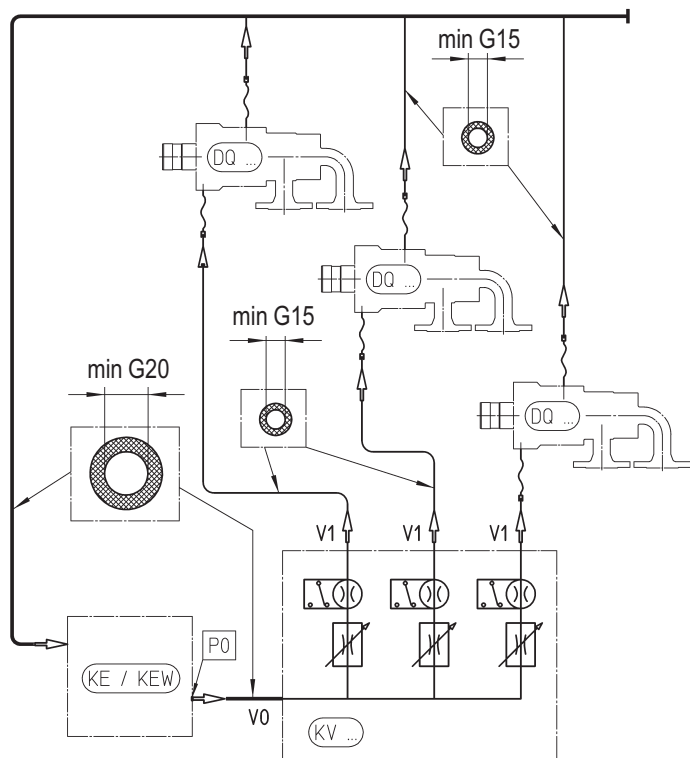 min G15
DQ ...
DQ ...
min G15
min G20
DQ ...
V1
V1
V1
P0
KE / KEW
V0
KV ...